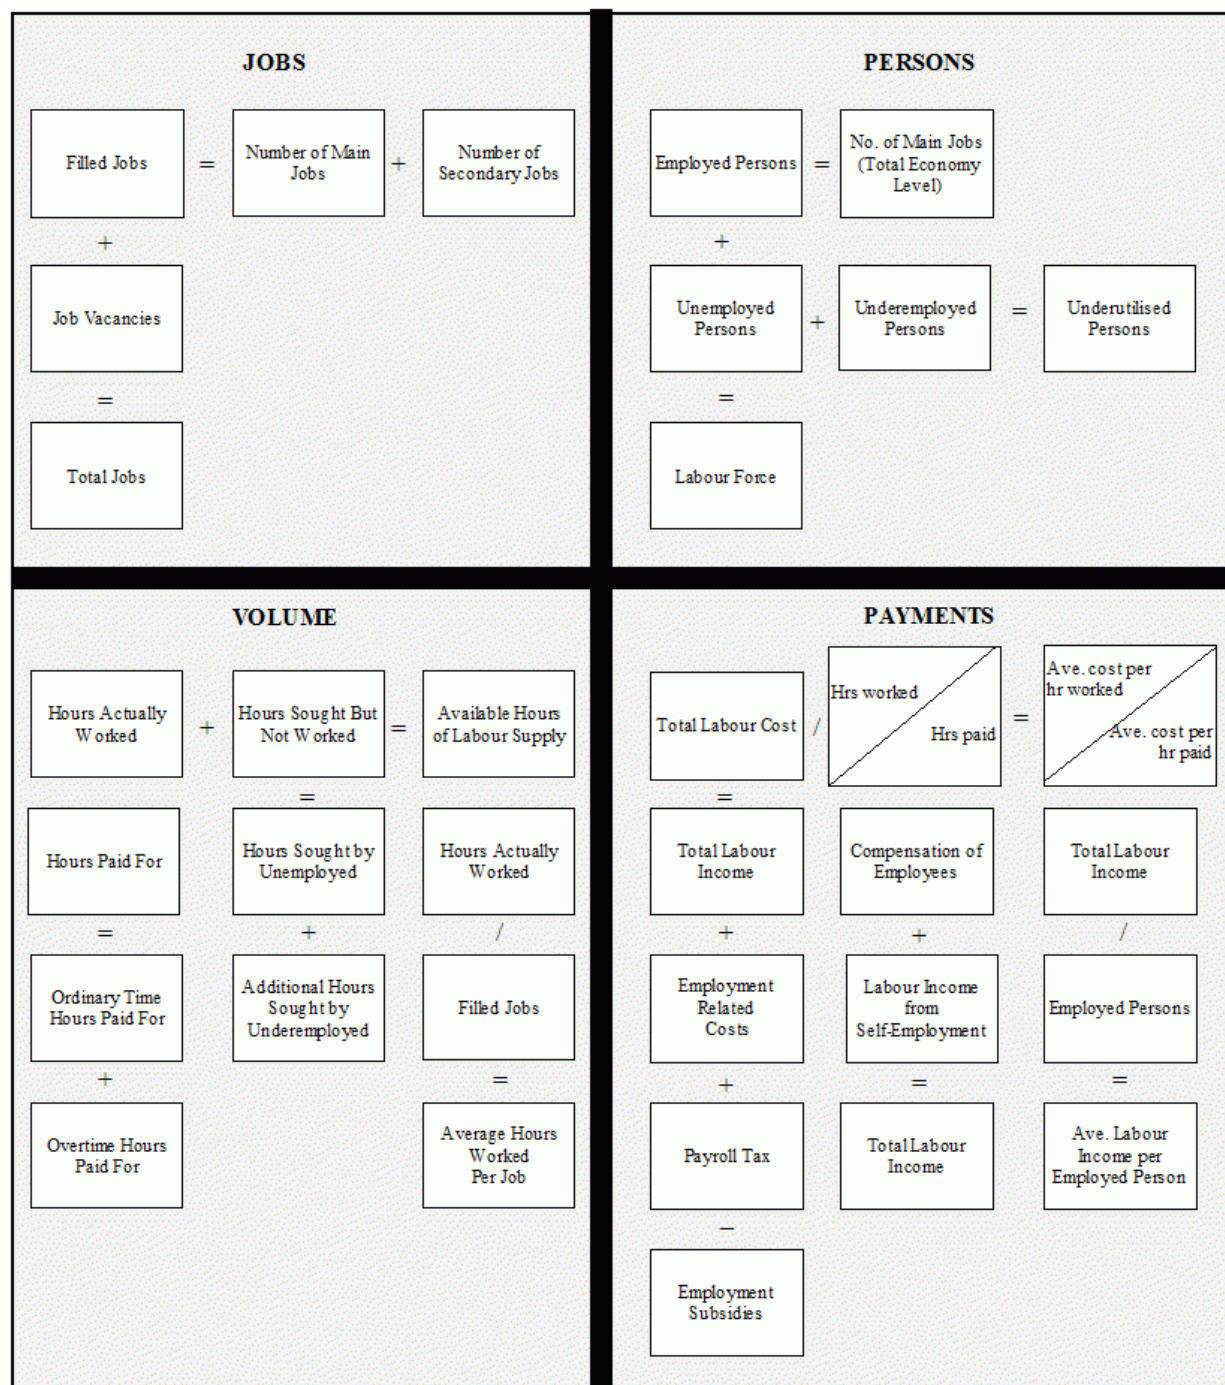 JOBS
Filled Jobs
=
Number of Main
Jobs
+
Number of
Secondary Jobs
+
Job Vacancies
=
Total Jobs
PERSONS
Employed Persons
=
No. of Main Jobs
(Total Economy
Level)
+
Unemployed
Persons
+
Underemployed
Persons
=
Underutilised
Persons
=
Labour Force
VOLUME
Hours Actually
Worked
+
Hours Sought But
Not Worked
=
Available Hours
of Labour Supply
=
Hours Paid For
Hours Sought by
Unemployed
Hours Actually
Worked
=
+
/
Ordinary Time
Hours Paid For
Additional Hours
Sought by
Underemployed
Filled Jobs
+
=
Overtime Hours
Paid For
Average Hours
Worked
Per Job
PAYMENTS
Total Labour Cost
/
Hrs worked
Hrs paid
=
Ave. cost per
hr worked
Ave. cost per
hr paid
=
Total Labour
Income
Compensation of
Employees
Total Labour
Income
+
+
/
Employment
Related
Costs
Labour Income
from
Self-Employment
Employed Persons
+
=
=
Payroll Tax
Total Labour
Income
Ave. Labour
Income per
Employed Person
−
Employment
Subsidies